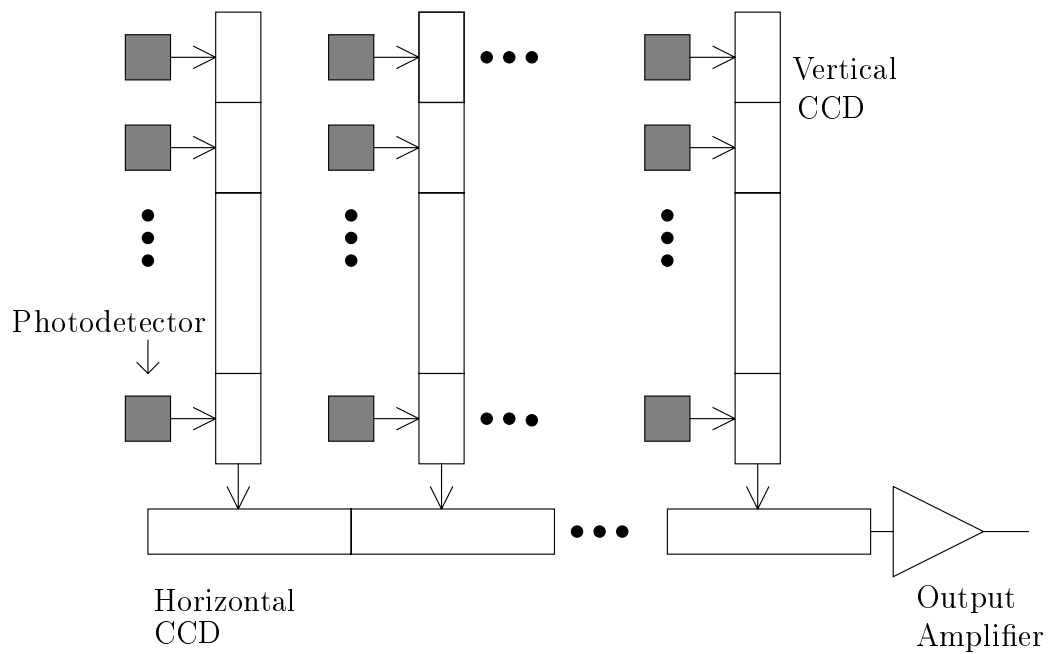 Vertical
CCD
Photodetector
Horizontal
CCD
Output
Amplifier